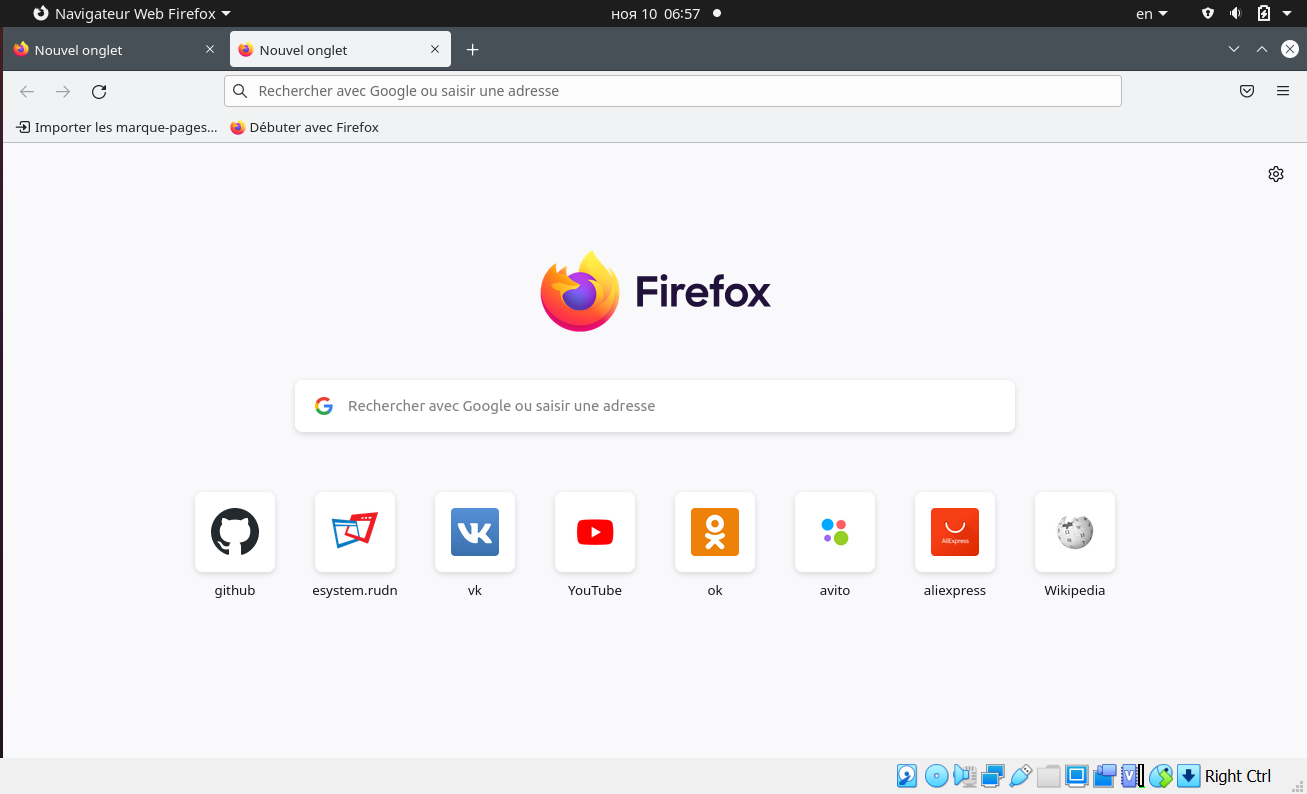 Navigateur Web Firefox
ноя 10 06:57
en
Nouvel onglet
Nouvel onglet
Rechercher avec Google ou saisir une adresse
Importer les marque-pages...
Débuter avec Firefox
Firefox
Rechercher avec Google ou saisir une adresse
AliExpress
github
esystem.rudn
vk
YouTube
ok
avito
aliexpress
Wikipedia
V
Right Ctrl